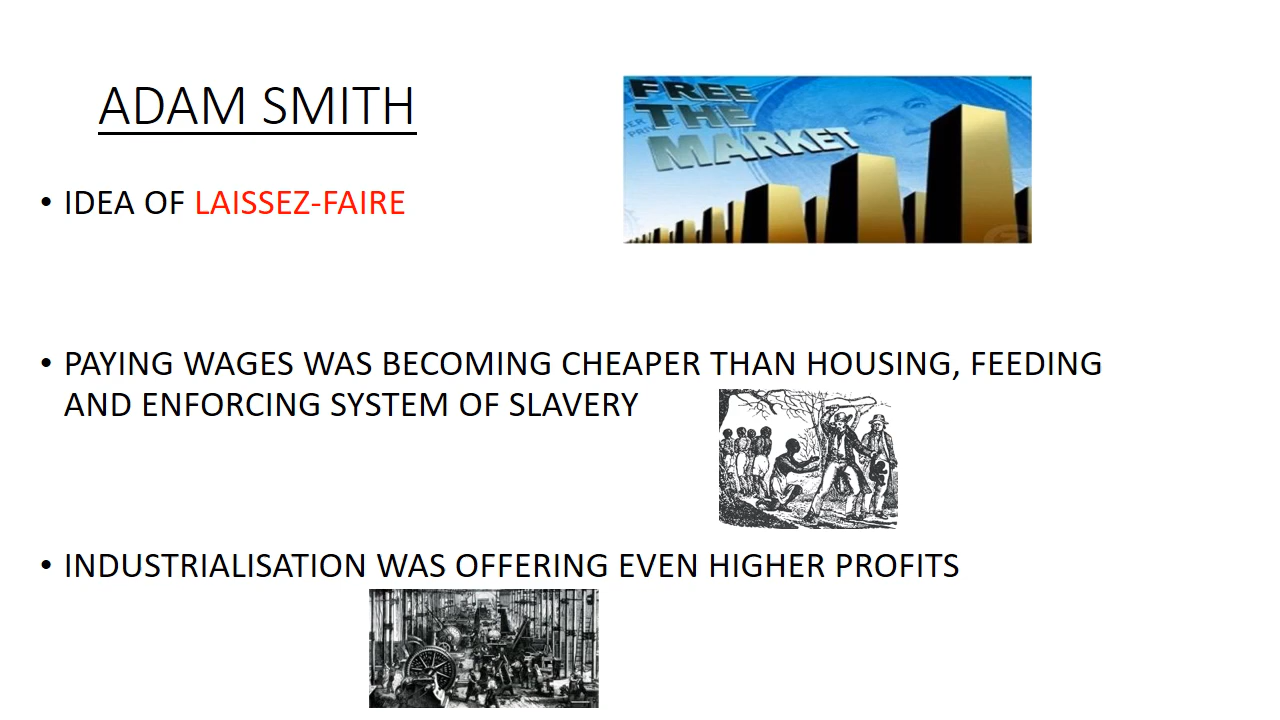 ADAM SMITH
FREE
THE
MARKET
• IDEA OF LAISSEZ-FAIRE
• PAYING WAGES WAS BECOMING CHEAPER THAN HOUSING, FEEDING
AND ENFORCING SYSTEM OF SLAVERY
• INDUSTRIALISATION WAS OFFERING EVEN HIGHER PROFITS